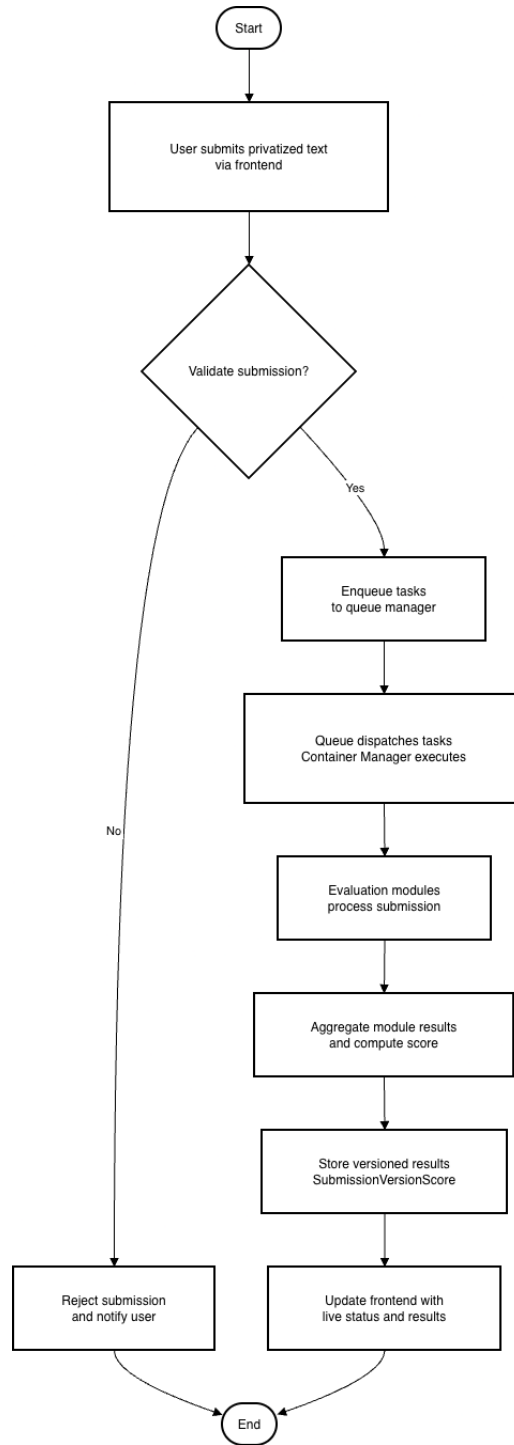 Start
User submits privatized text
via frontend
Validate submission?
Yes
Enqueue tasks
to queue manager
Queue dispatches tasks
Container Manager executes
No
Evaluation modules
process submission
Aggregate module results
and compute score
Store versioned results
SubmissionVersionScore
Reject submission
and notify user
Update frontend with
live status and results
End